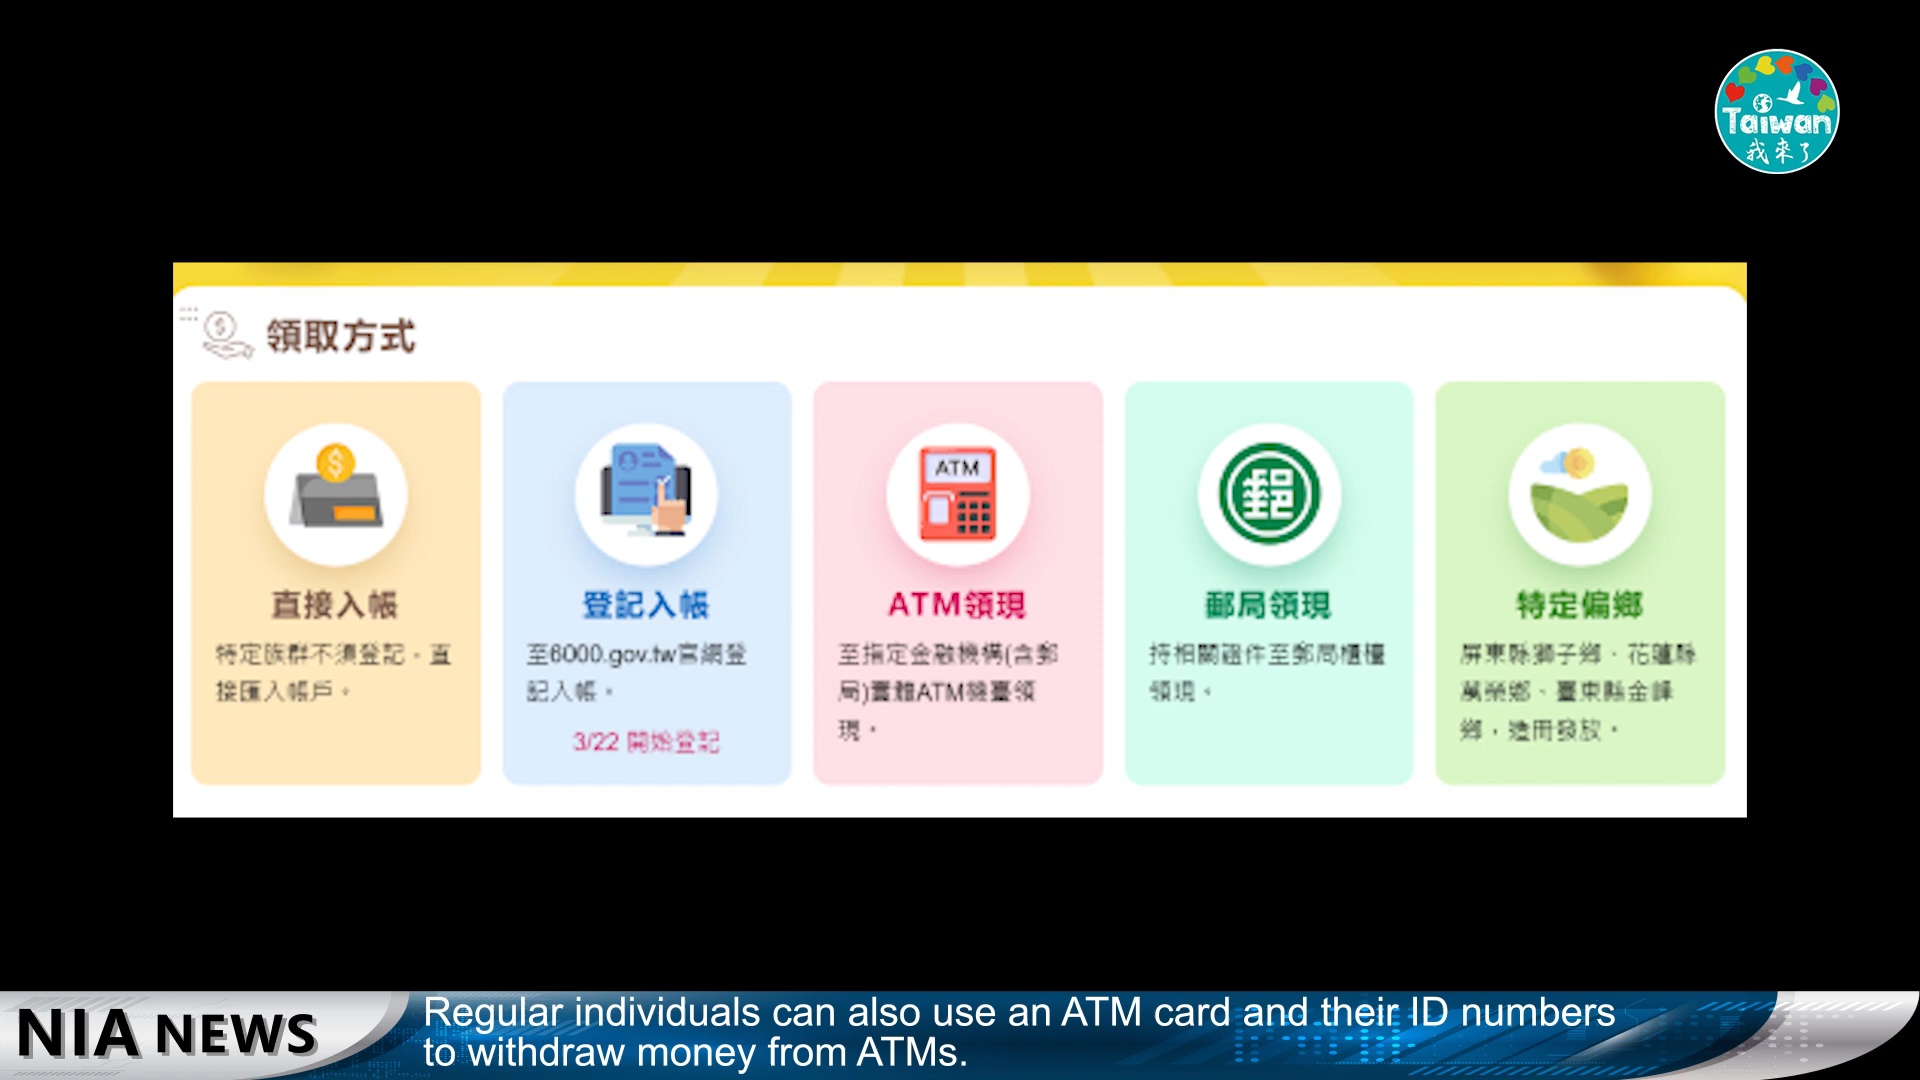 Taiwan
我來了
領取方式
直接入帳
特定族群不須登記，直
接匯入帳戶。
登記入帳
至6000.gov.tw官網登
記入帳。
3/22 開始登記
ATM
ATM領現
至指定金融機構(含郵
局)實體ATM機臺領
現。
郵
郵局領現
持相關證件至郵局櫃檯
領現。
特定偏鄉
屏東縣獅子鄉、花蓮縣
萬榮鄉、臺東縣金峰
鄉，造冊發放。
NIA NEWS
Regular individuals can also use an ATM card and their ID numbers
to withdraw money from ATMs.